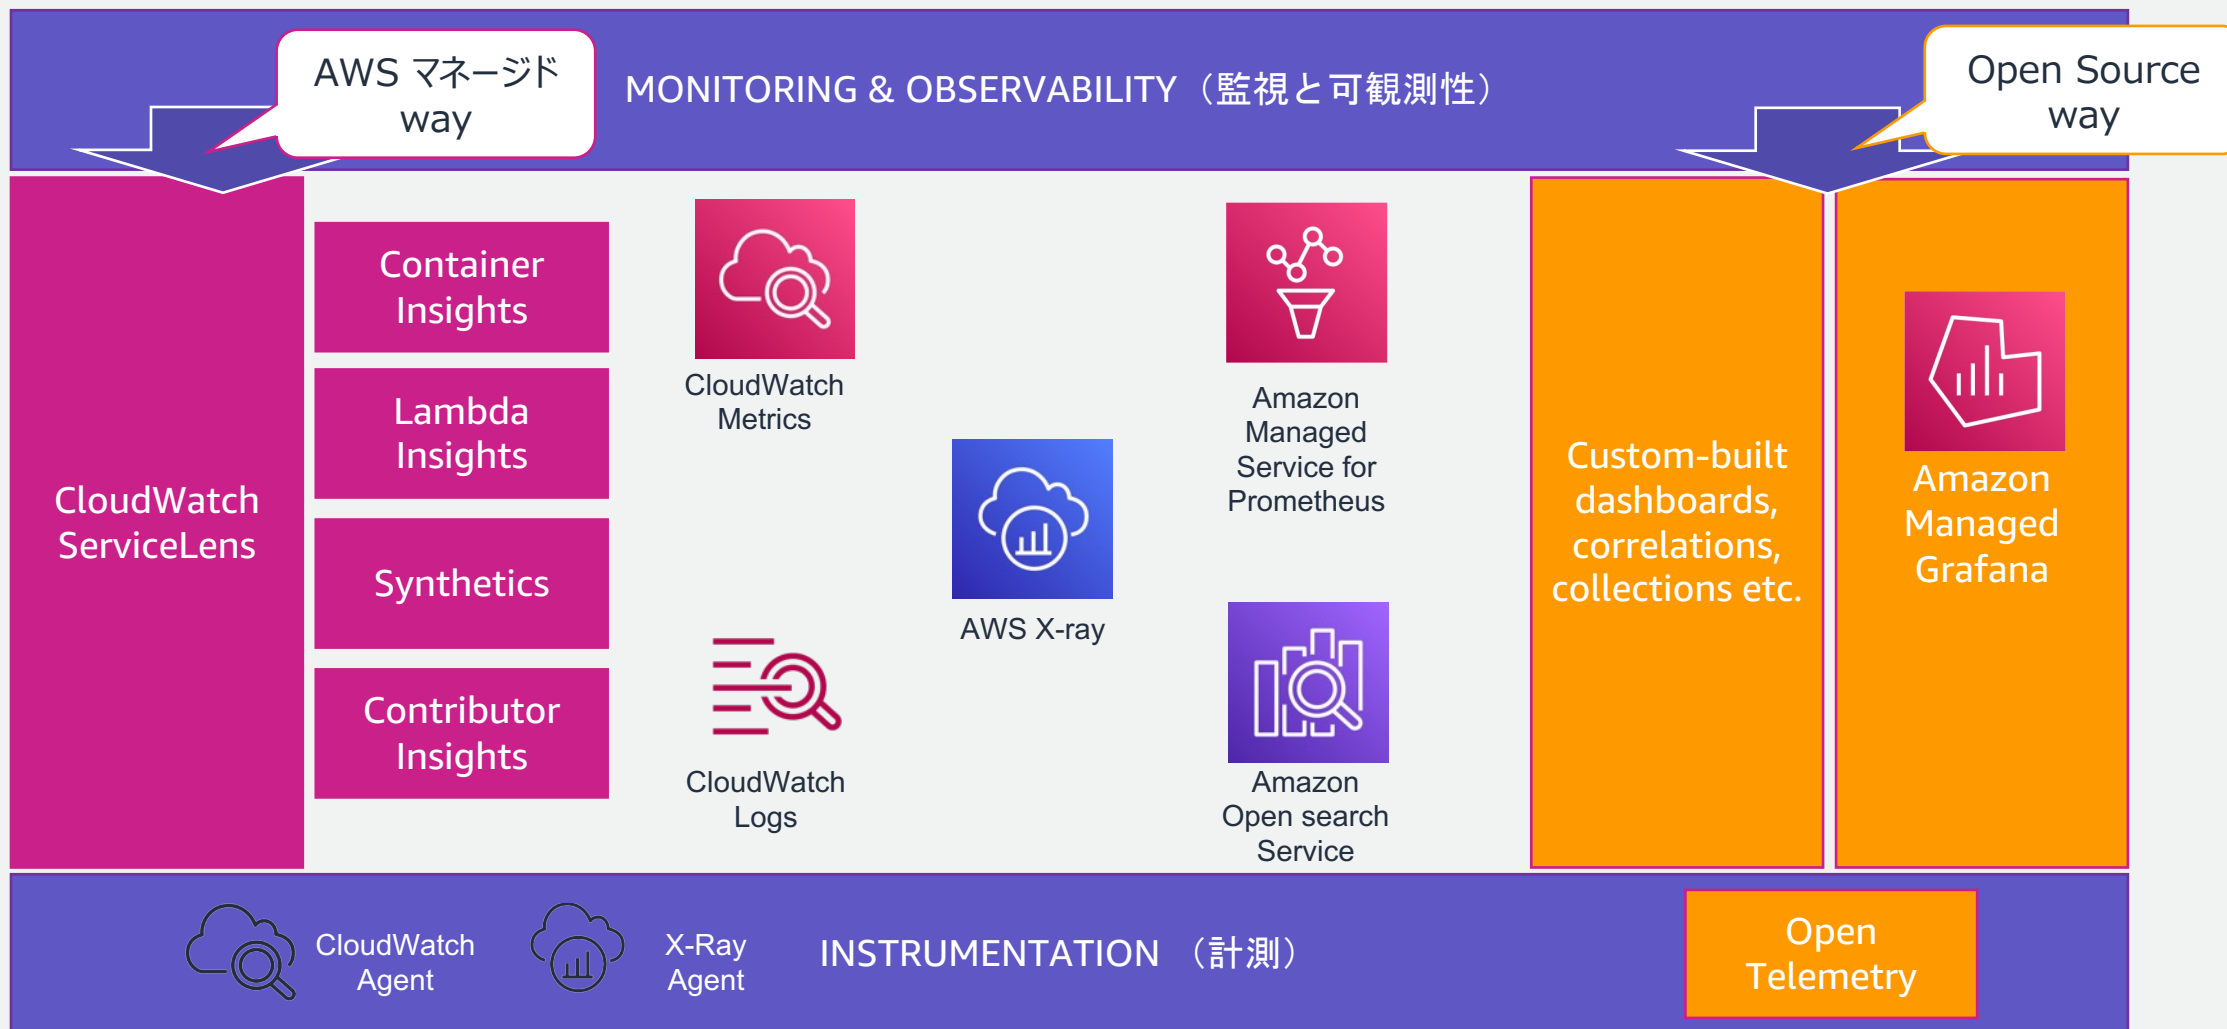 AWS マネージド
way
MONITORING & OBSERVABILITY（監視と可観測性）
Open Source
way
CloudWatch
ServiceLens
Container
Insights
Lambda
Insights
Synthetics
Contributor
Insights
CloudWatch
Metrics
CloudWatch
Logs
AWS X-ray
Amazon
Managed
Service for
Prometheus
Amazon
Open search
Service
Custom-built
dashboards,
correlations,
collections etc.
Amazon
Managed
Grafana
CloudWatch
Agent
X-Ray
Agent
INSTRUMENTATION （計測）
Open
Telemetry